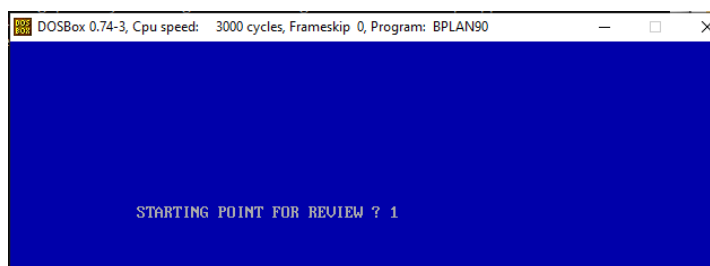 DOSBox 0.74-3, Cpu speed: 3000 cycles, Frameskip 0, Program: BPLAN90
STARTING POINT FOR REVIEW ? 1